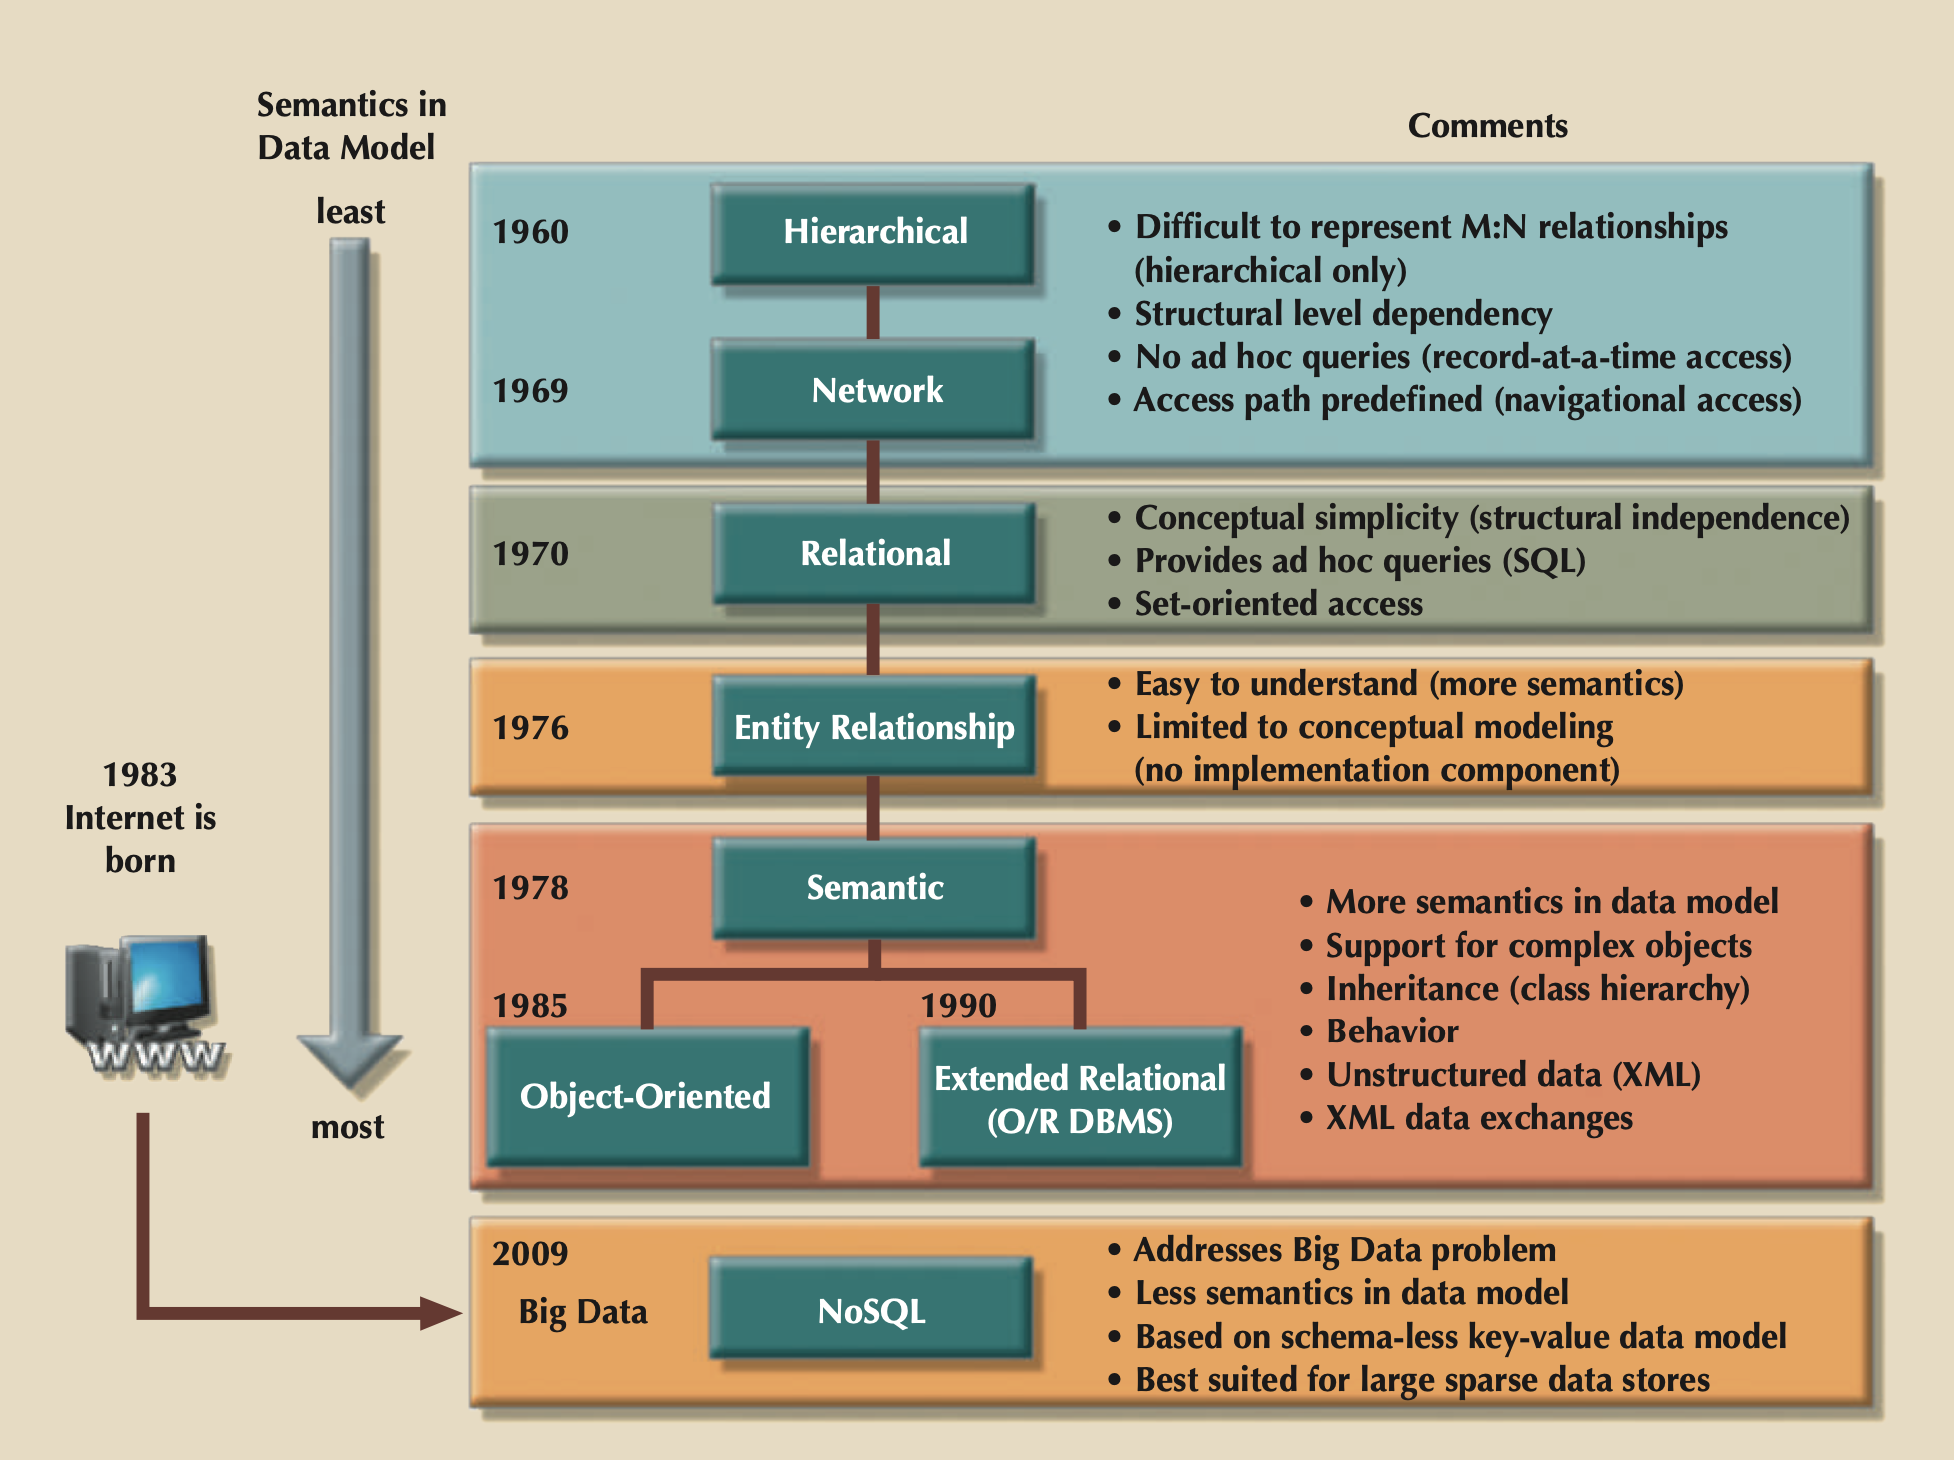 Semantics in
Data Model
least
most
Comments
1960
Hierarchical
1969
Network
• Difficult to represent M:N relationships
(hierarchical only)
• Structural level dependency
• No ad hoc queries (record-at-a-time access)
• Access path predefined (navigational access)
1970
Relational
• Conceptual simplicity (structural independence)
• Provides ad hoc queries (SQL)
• Set-oriented access
1976
Entity Relationship
• Easy to understand (more semantics)
• Limited to conceptual modeling
(no implementation component)
1983
Internet is
born
WWW
1978
Semantic
1985
Object-Oriented
1990
Extended Relational
(O/R DBMS)
• More semantics in data model
• Support for complex objects
• Inheritance (class hierarchy)
• Behavior
• Unstructured data (XML)
• XML data exchanges
2009
Big Data
NoSQL
• Addresses Big Data problem
• Less semantics in data model
• Based on schema-less key-value data model
• Best suited for large sparse data stores